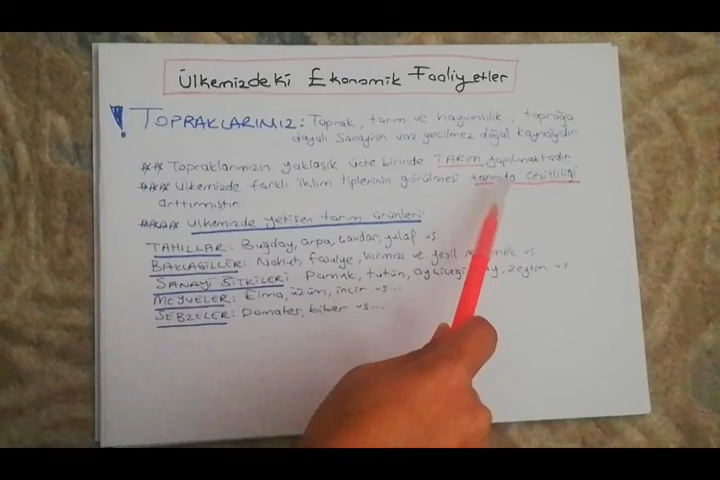 Ülkemizdeki Ekonomik Faaliyetler
! TOPRAKLARIMIZ: Toprak, tarım ve hayvancılık, toprağa
dayalı sanayinin vazgeçilmez doğal kaynağıdır
** Topraklarımızın yaklaşık üçte birinde TARIM yapılmaktadır
*** Ülkemizde farklı iklim tiplerinin görülmesi tarımda çeşitliliği
arttırmıştır.
**** Ülkemizde yetişen tarım ürünleri:
TAHILLAR: Buğday, arpa, çavdar, yulaf vs
BAKLAGİLLER: Nohut, fasulye, kırmızı ve yeşil vs
SANAYİ BİTKİLERİ: Pamuk, tütün, ayçiçeği, zeytin vs
MEYVELER: Elma, üzüm, incir vs...
SEBZELER: Domates, biber vs...